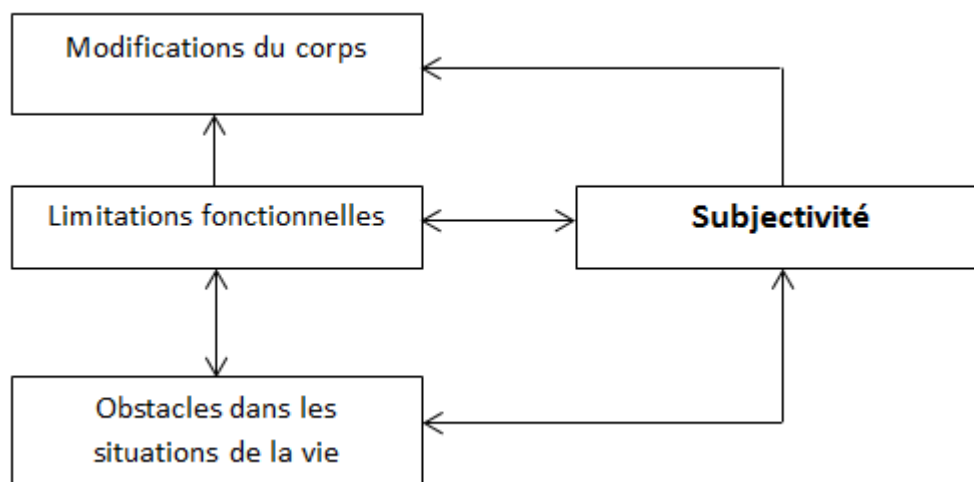 Modifications du corps
Limitations fonctionnelles
Subjectivité
Obstacles dans les
situations de la vie